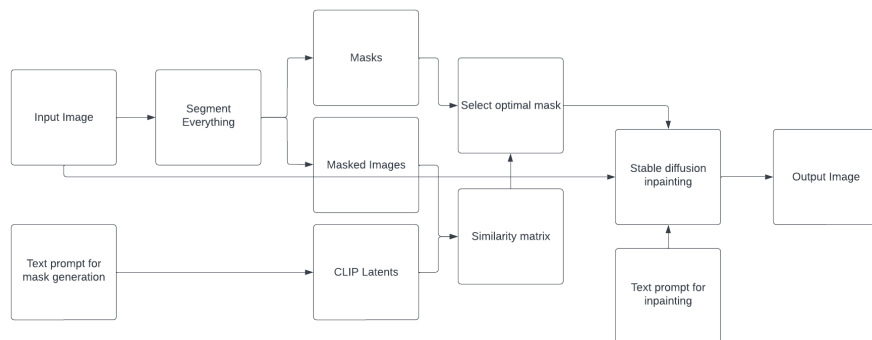 Masks
Input Image
Segment
Everything
Select optimal mask
Masked Images
Stable diffusion
inpainting
Output Image
Text prompt for
mask generation
CLIP Latents
Similarity matrix
Text prompt for
inpainting